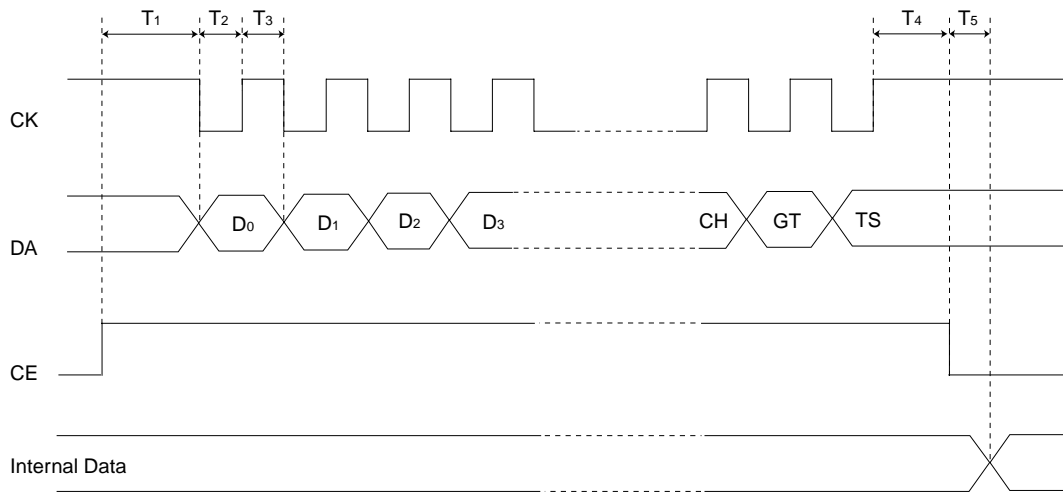 T1 T2 T3 T4 T5
CK
DA D0 D1 D2 D3 CH GT TS
CE
Internal Data